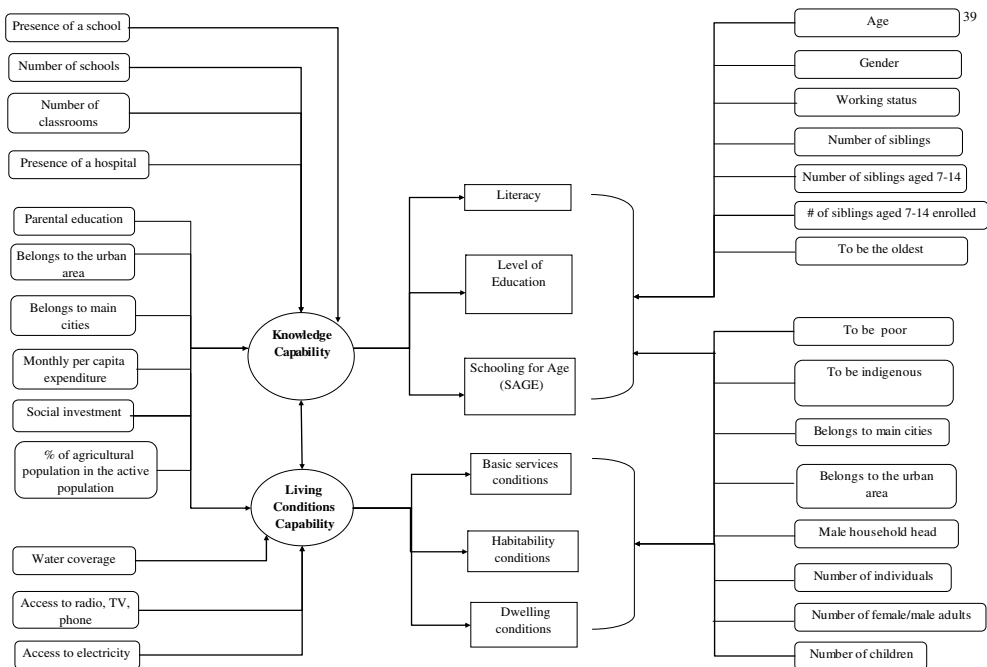 39
Presence of a school
Number of schools
Number of
classrooms
Presence of a hospital
Parental education
Belongs to the urban
area
Belongs to main
cities
Monthly per capita
expenditure
Social investment
% of agricultural
population in the active
population
Water coverage
Access to radio, TV,
phone
Access to electricity
Knowledge
Capability
Living
Conditions
Capability
Literacy
Level of
Education
Schooling for Age
(SAGE)
Basic services
conditions
Habitability
conditions
Dwelling
conditions
Age
Gender
Working status
Number of siblings
Number of siblings aged 7-14
# of siblings aged 7-14 enrolled
To be the oldest
To be poor
To be indigenous
Belongs to main cities
Belongs to the urban
area
Male household head
Number of individuals
Number of female/male adults
Number of children